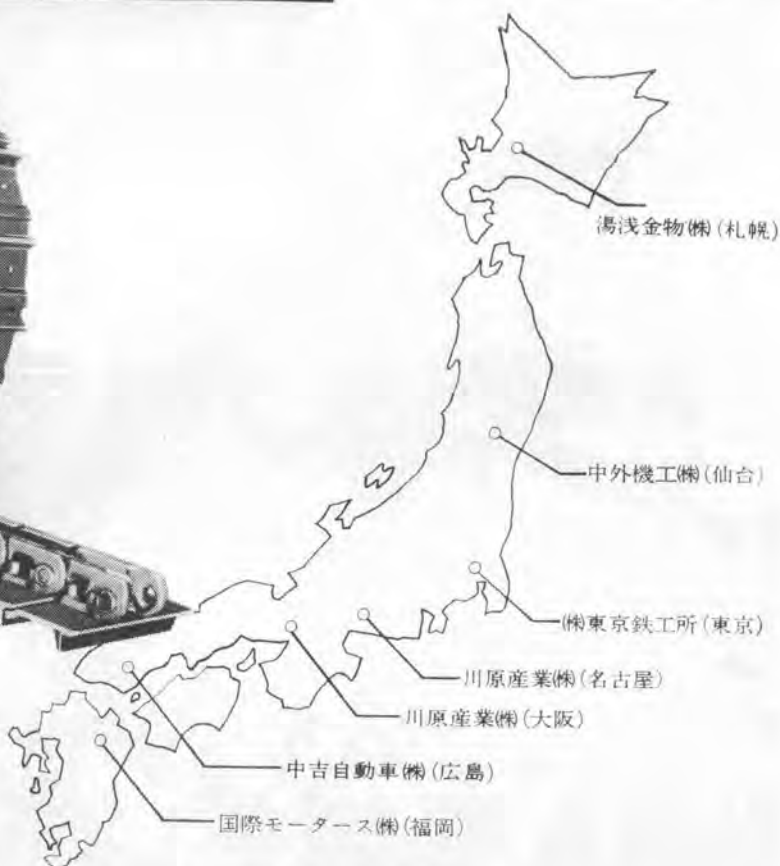 湯浅金物㈱(札幌)
中外機工㈱(仙台)
㈱東京鉄工所(東京)
川原産業㈱(名古屋)
川原産業㈱(大阪)
中吉自動車㈱(広島)
国際モータース㈱(福岡)